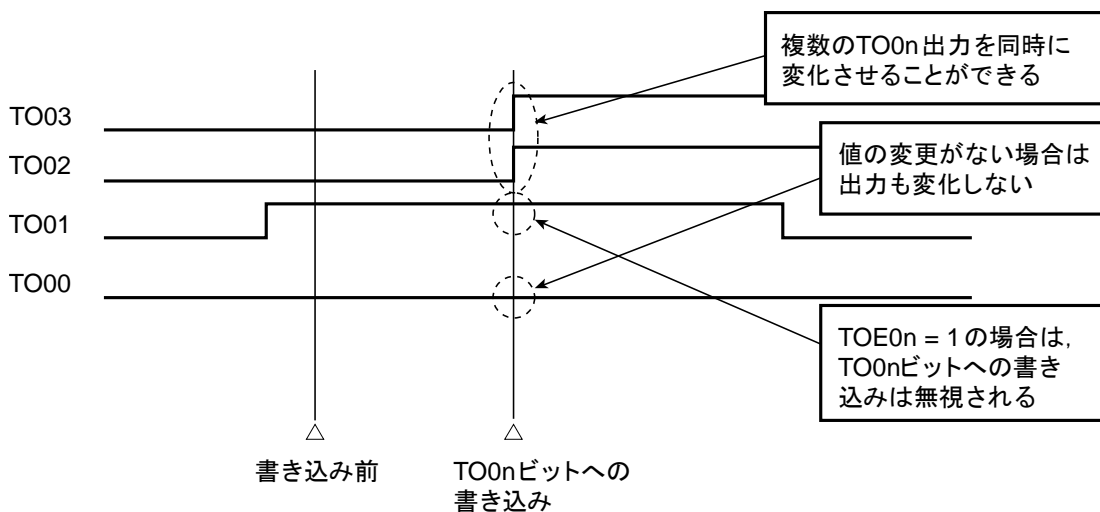 複数のTO0n出力を同時に
変化させることができる
TO03
TO02
値の変更がない場合は
出力も変化しない
TO01
TO00
TOE0n = 1の場合は,
TO0nビットへの書き
込みは無視される
書き込み前
TO0nビットへの
書き込み